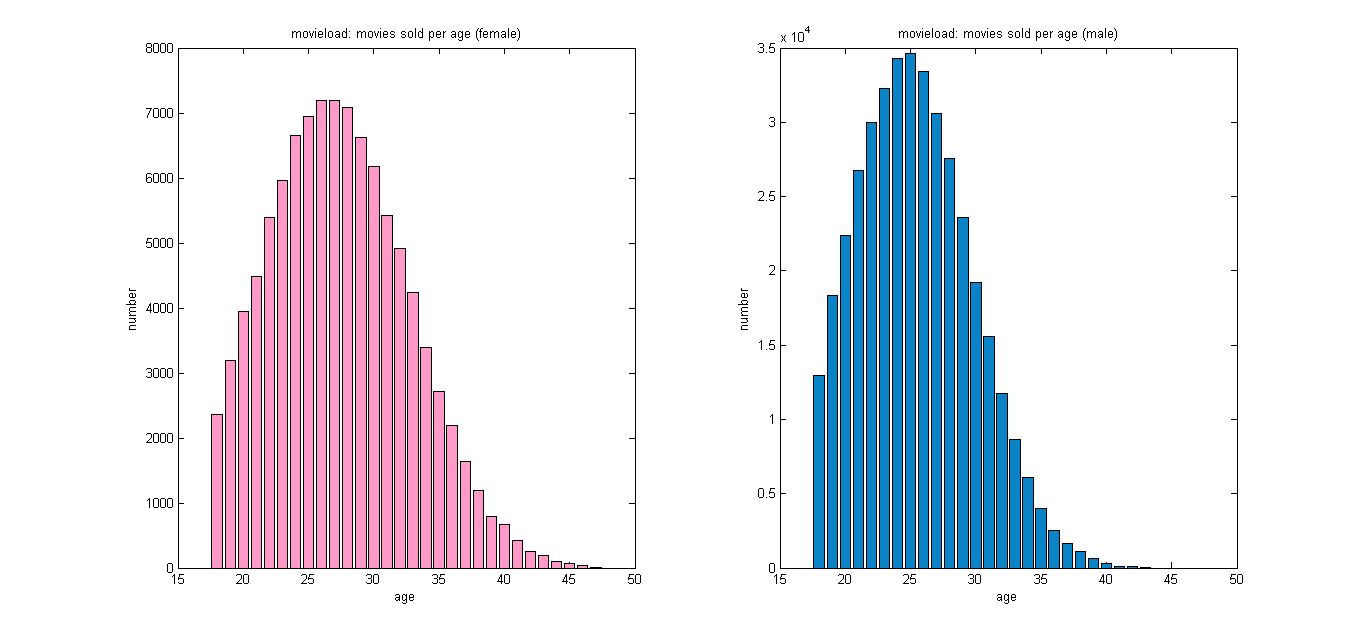 movieload: movies sold per age (female)
8000
7000
6000
5000
4000
3000
2000
1000
0
number
15 20 25 30 35 40 45 50
age
movieload: movies sold per age (male)
x 10^4
3.5
3
2.5
2
1.5
1
0.5
0
number
15 20 25 30 35 40 45 50
age